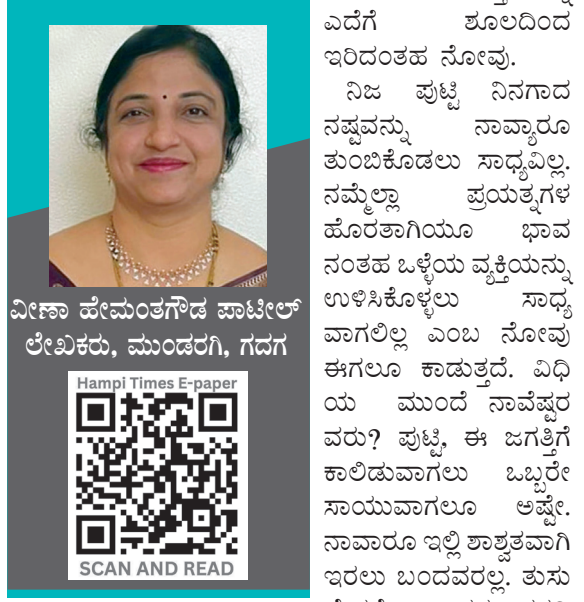 ವೀಣಾ ಹೇಮಂತಗೌಡ ಪಾಟೀಲ್
ಲೇಖಕರು, ಮುಂಡರಗಿ, ಗದಗ
Hampi Times E-paper
SCAN AND READ
ಎದೆಗೆ ಶೂಲದಿಂದ
ಇರಿದಂತಹ ನೋವು.
ನಿಜ ಪುಟ್ಟಿ ನಿನಗಾದ
ನಷ್ಟವನ್ನು ನಾವ್ಯಾರೂ
ತುಂಬಿಕೊಡಲು ಸಾಧ್ಯವಿಲ್ಲ.
ನಮ್ಮೆಲ್ಲಾ ಪ್ರಯತ್ನಗಳ
ಹೊರತಾಗಿಯೂ ಭಾವ
ನಂತಹ ಒಳ್ಳೆಯ ವ್ಯಕ್ತಿಯನ್ನು
ಉಳಿಸಿಕೊಳ್ಳಲು ಸಾಧ್ಯ
ವಾಗಲಿಲ್ಲ ಎಂಬ ನೋವು
ಈಗಲೂ ಕಾಡುತ್ತದೆ. ವಿಧಿ
ಯ ಮುಂದೆ ನಾವೆಷ್ಟರ
ವರು? ಪುಟ್ಟಿ, ಈ ಜಗತ್ತಿಗೆ
ಕಾಲಿಡುವಾಗಲು ಒಬ್ಬರೇ
ಸಾಯುವಾಗಲೂ ಅಷ್ಟೇ.
ನಾವಾರೂ ಇಲ್ಲಿ ಶಾಶ್ವತವಾಗಿ
ಇರಲು ಬಂದವರಲ್ಲ. ತುಸು